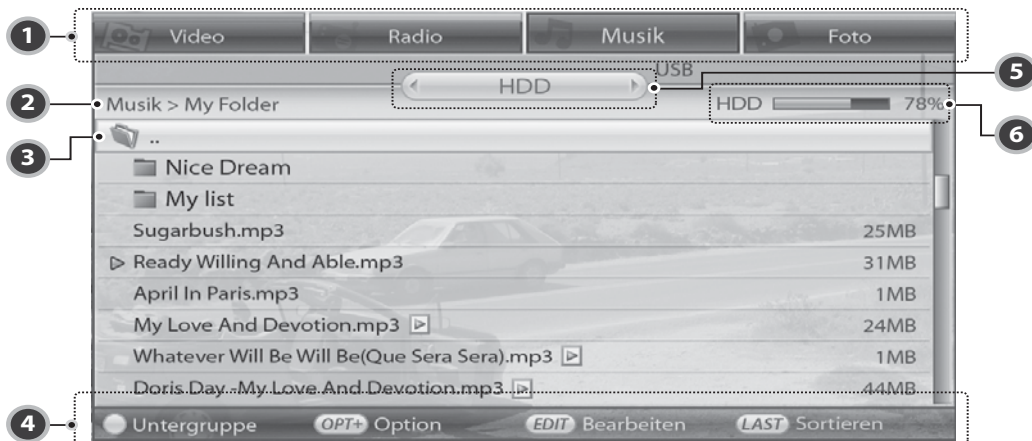 1 Video Radio Musik Foto
USB
HDD 5
2 Musik > My Folder HDD 78%
6
3 ..
Nice Dream
My list
Sugarbush.mp3 25MB
Ready Willing And Able.mp3 31MB
April In Paris.mp3 1MB
My Love And Devotion.mp3 24MB
Whatever Will Be Will Be(Que Sera Sera).mp3 1MB
Doris Day -My Love And Devotion.mp3 44MB
4 Untergruppe OPT+ Option EDIT Bearbeiten LAST Sortieren